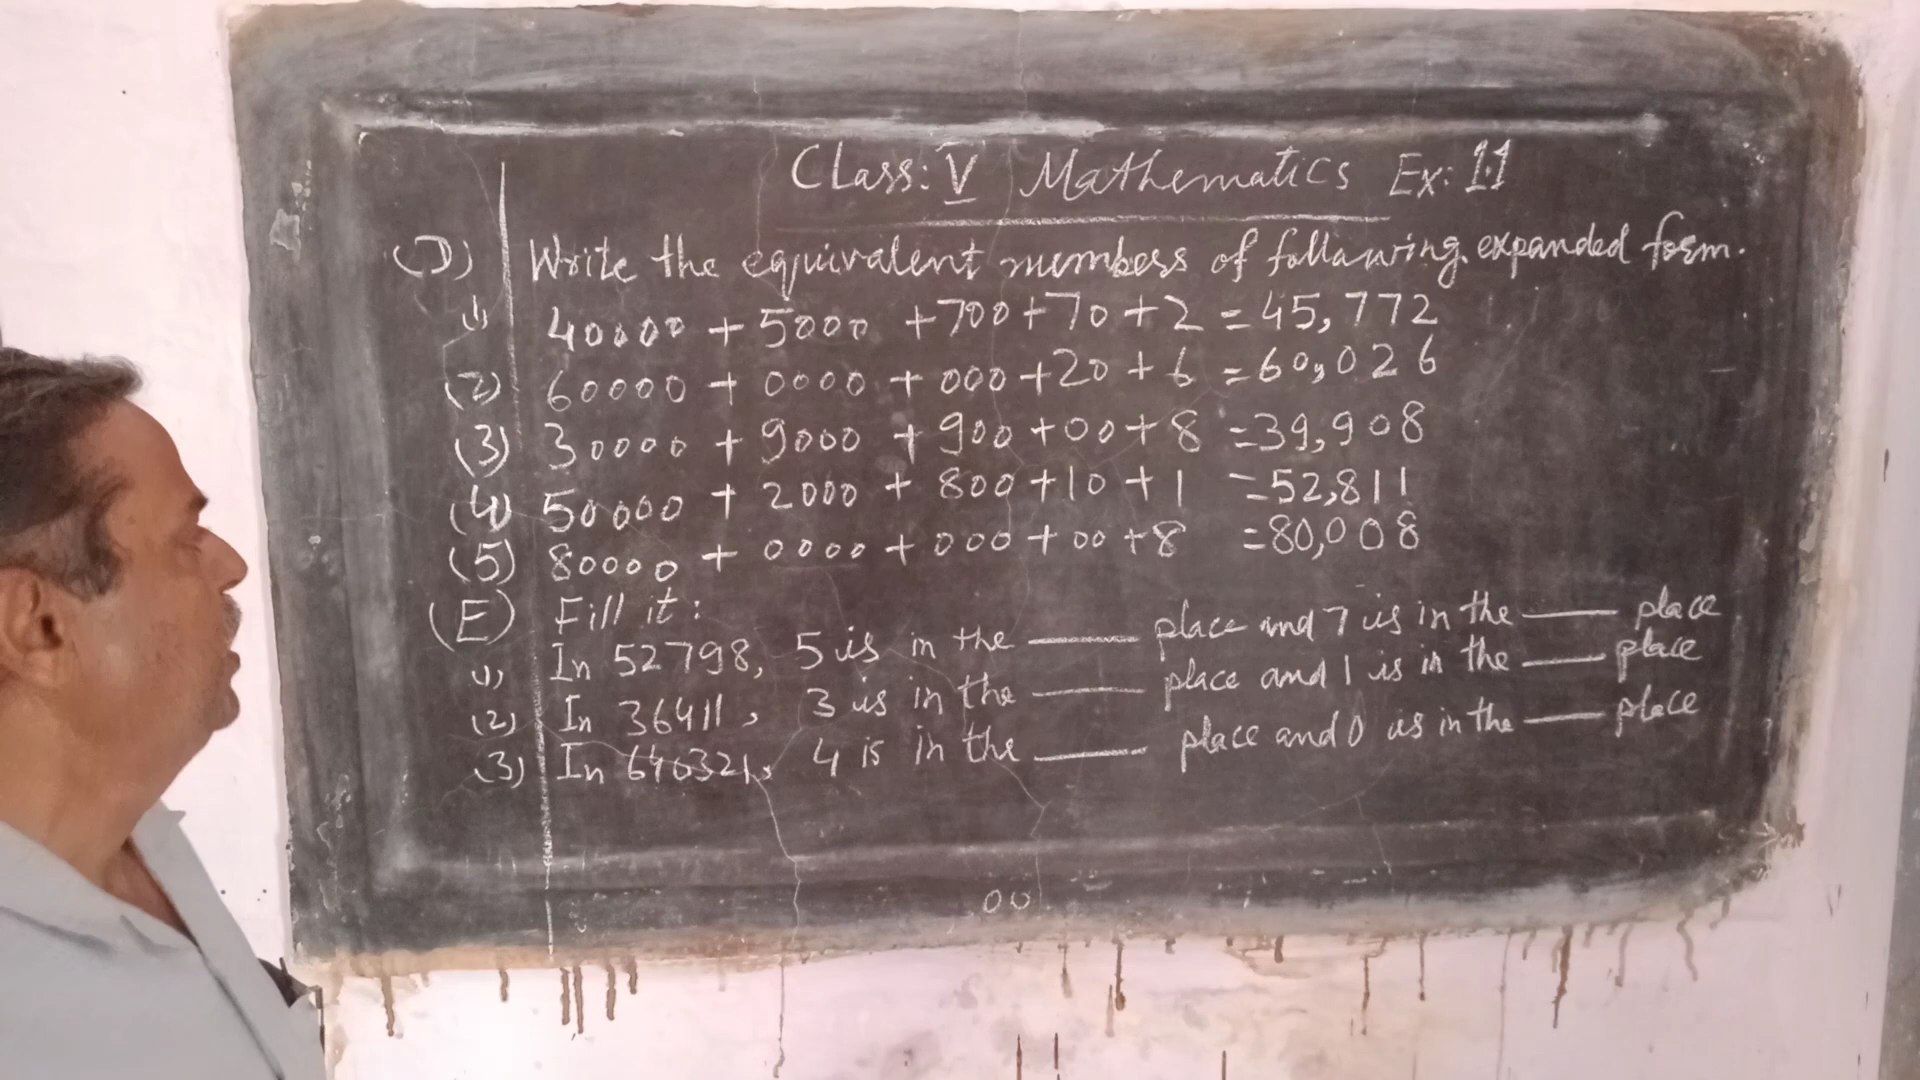 Class: V Mathematics Ex: 1.1
(D) Write the equivalent numbers of following expanded form.
(1) 40000 + 5000 + 700 + 70 + 2 = 45,772
(2) 60000 + 0000 + 000 + 20 + 6 = 60,026
(3) 30000 + 9000 + 900 + 00 + 8 = 39,908
(4) 50000 + 2000 + 800 + 10 + 1 = 52,811
(5) 80000 + 0000 + 000 + 00 + 8 = 80,008
(E) Fill it:
(1) In 52798, 5 is in the ____ place and 7 is in the ____ place
(2) In 36411, 3 is in the ____ place and 1 is in the ____ place
(3) In 640321, 4 is in the ____ place and 0 is in the ____ place
00